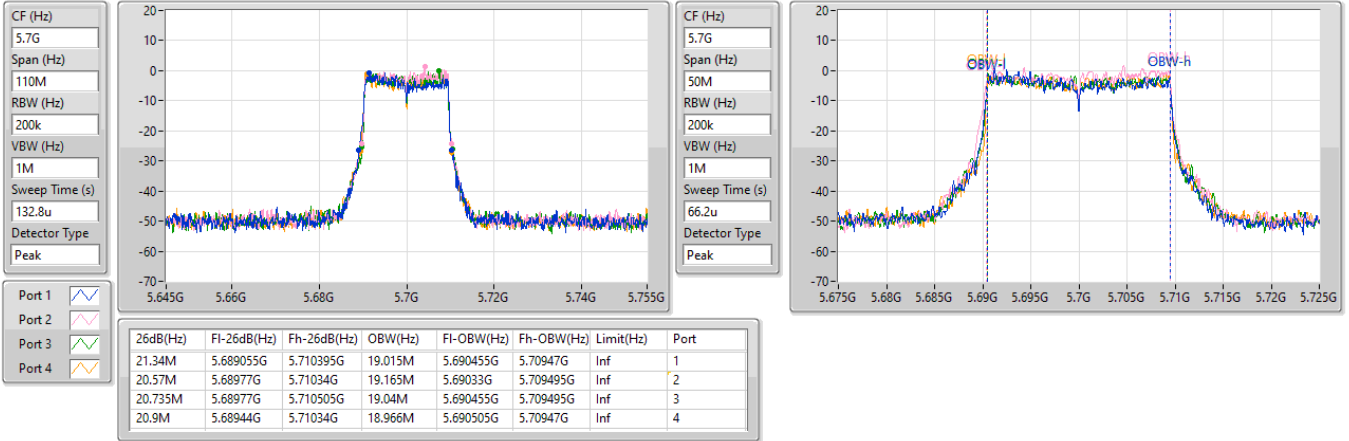 CF (Hz)
5.7G
Span (Hz)
110M
RBW (Hz)
200k
VBW (Hz)
1M
Sweep Time (s)
132.8u
Detector Type
Peak
20
10
0
-10
-20
-30
-40
-50
-60
-70
5.645G 5.66G 5.68G 5.7G 5.72G 5.74G 5.755G
CF (Hz)
5.7G
Span (Hz)
50M
RBW (Hz)
200k
VBW (Hz)
1M
Sweep Time (s)
66.2u
Detector Type
Peak
20
10
0
-10
-20
-30
-40
-50
-60
-70
OBW-l OBW-h
5.675G 5.68G 5.685G 5.69G 5.695G 5.7G 5.705G 5.71G 5.715G 5.72G 5.725G
Port 1
Port 2
Port 3
Port 4
26dB(Hz) Fl-26dB(Hz) Fh-26dB(Hz) OBW(Hz) Fl-OBW(Hz) Fh-OBW(Hz) Limit(Hz) Port
21.34M 5.689055G 5.710395G 19.015M 5.690455G 5.70947G Inf 1
20.57M 5.68977G 5.71034G 19.165M 5.69033G 5.709495G Inf 2
20.735M 5.68977G 5.710505G 19.04M 5.690455G 5.709495G Inf 3
20.9M 5.68944G 5.71034G 18.966M 5.690505G 5.70947G Inf 4